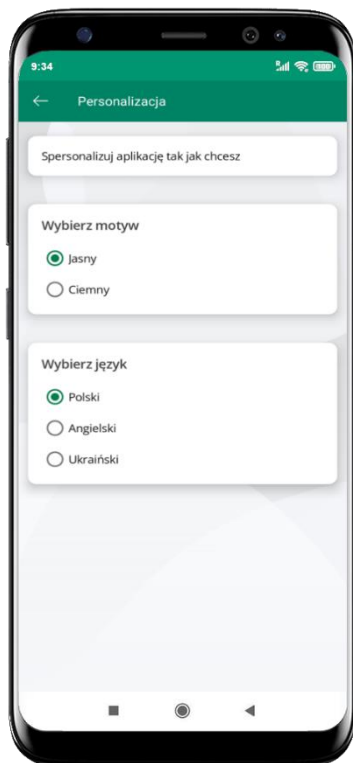 9:34
Personalizacja
Spersonalizuj aplikację tak jak chcesz
Wybierz motyw
Jasny
Ciemny
Wybierz język
Polski
Angielski
Ukraiński